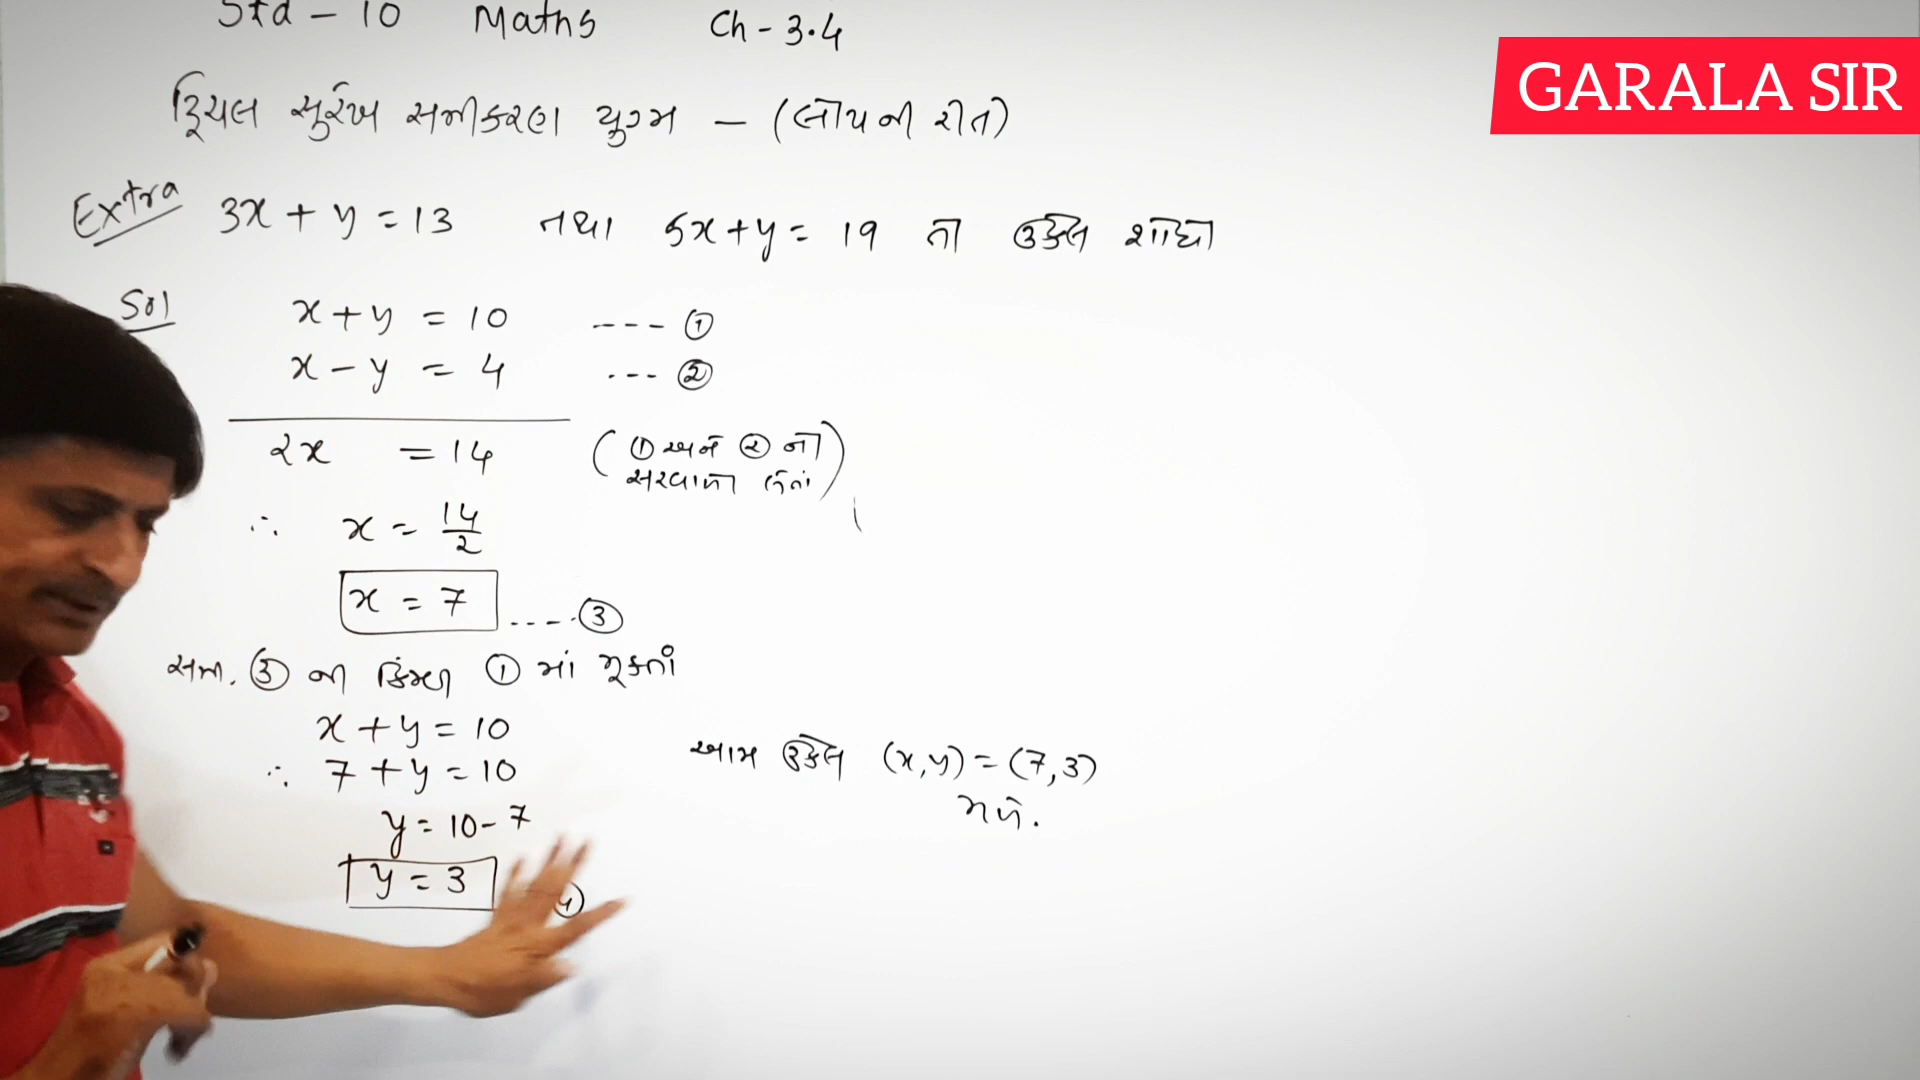 Std - 10 Maths Ch - 3.4
GARALA SIR
દ્વિચલ સુરેખ સમીકરણ યુગ્મ - (લોપની રીત)
Extra 3x + y = 13 તથા 5x + y = 19 નો ઉકેલ શોધો
Sol x + y = 10 ---- ①
x - y = 4 --- ②
2x = 14 (① અને ② નો
સરવાળો લેતાં)
∴ x = 14/2
x = 7 ----- ③
સમી. ③ ની કિંમત ① માં મૂકતાં
x + y = 10
∴ 7 + y = 10
y = 10 - 7
y = 3
આમ ઉકેલ (x, y) = (7, 3)
મળે.